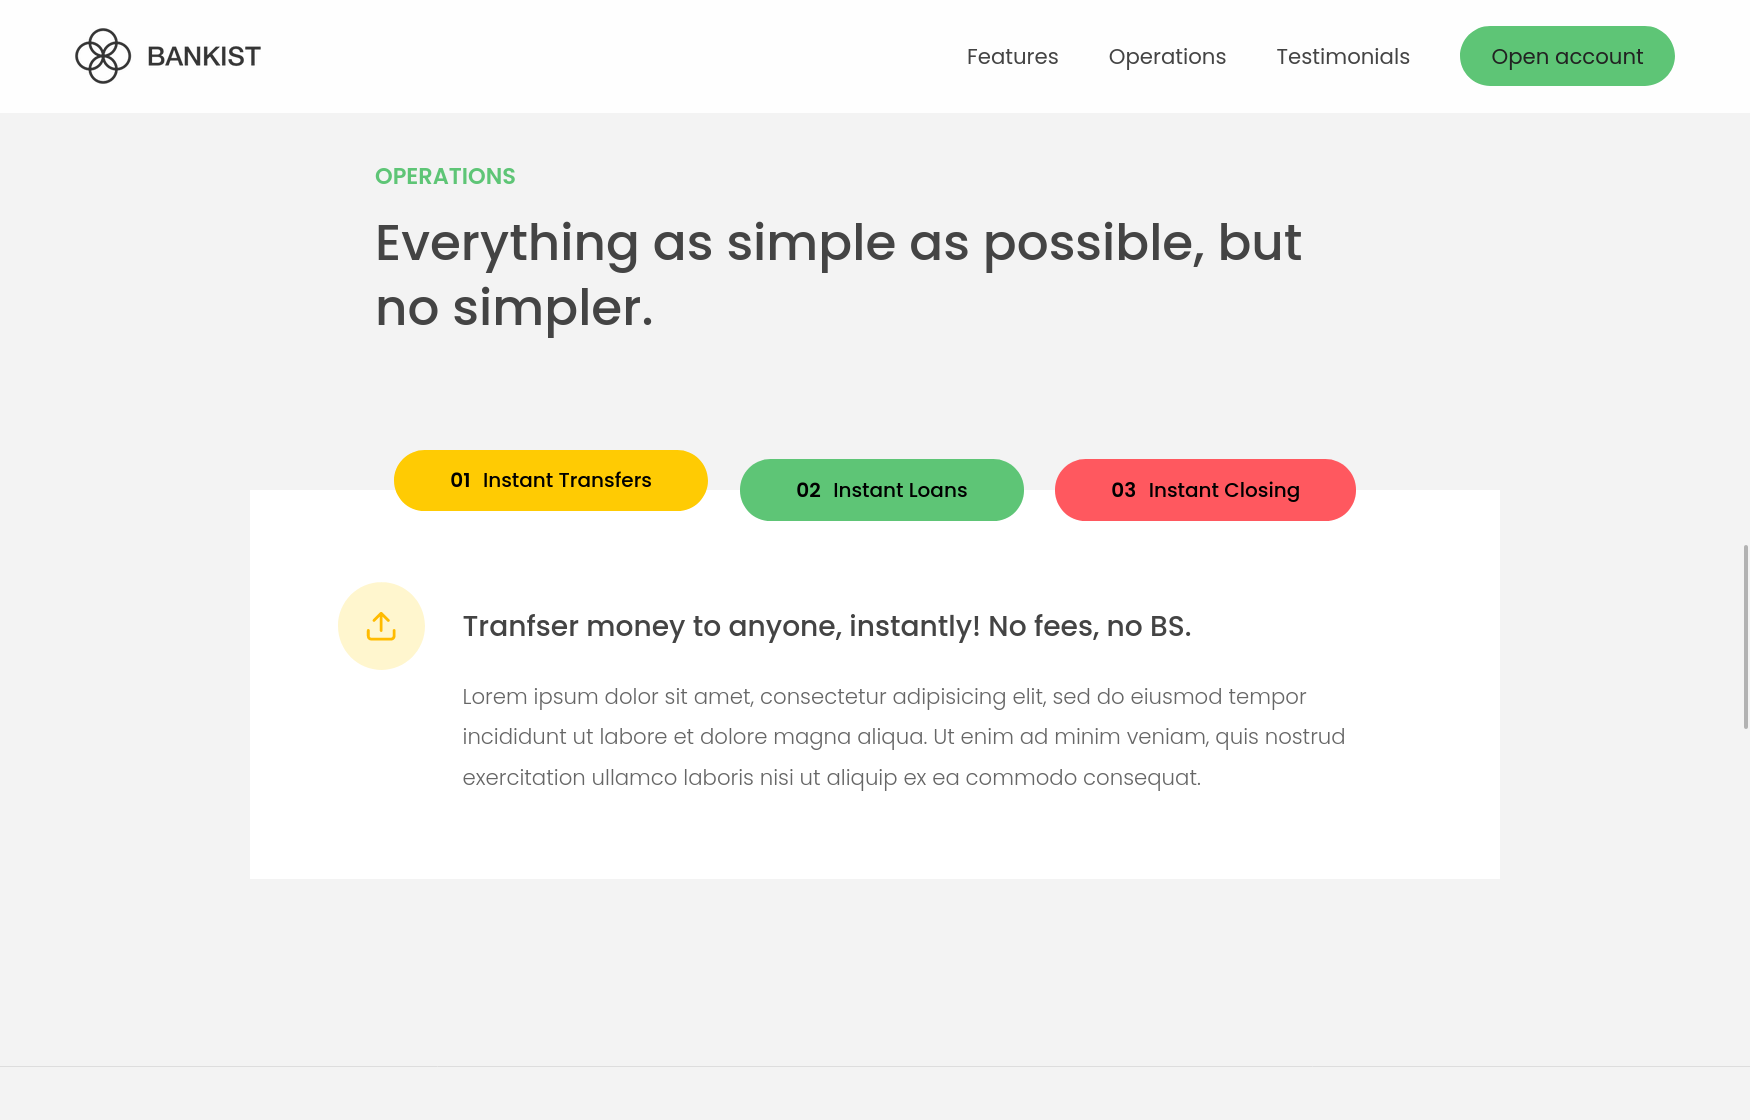 BANKIST
Features Operations Testimonials Open account
OPERATIONS
Everything as simple as possible, but
no simpler.
01 Instant Transfers
02 Instant Loans
03 Instant Closing
Tranfser money to anyone, instantly! No fees, no BS.
Lorem ipsum dolor sit amet, consectetur adipisicing elit, sed do eiusmod tempor
incididunt ut labore et dolore magna aliqua. Ut enim ad minim veniam, quis nostrud
exercitation ullamco laboris nisi ut aliquip ex ea commodo consequat.